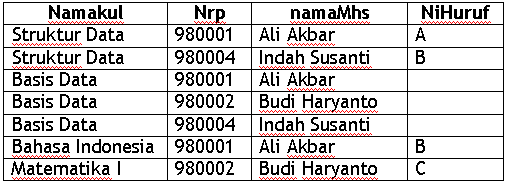 Namakul Nrp namaMhs NiHuruf
Struktur Data 980001 Ali Akbar A
Struktur Data 980004 Indah Susanti B
Basis Data 980001 Ali Akbar
Basis Data 980002 Budi Haryanto
Basis Data 980004 Indah Susanti
Bahasa Indonesia 980001 Ali Akbar B
Matematika I 980002 Budi Haryanto C